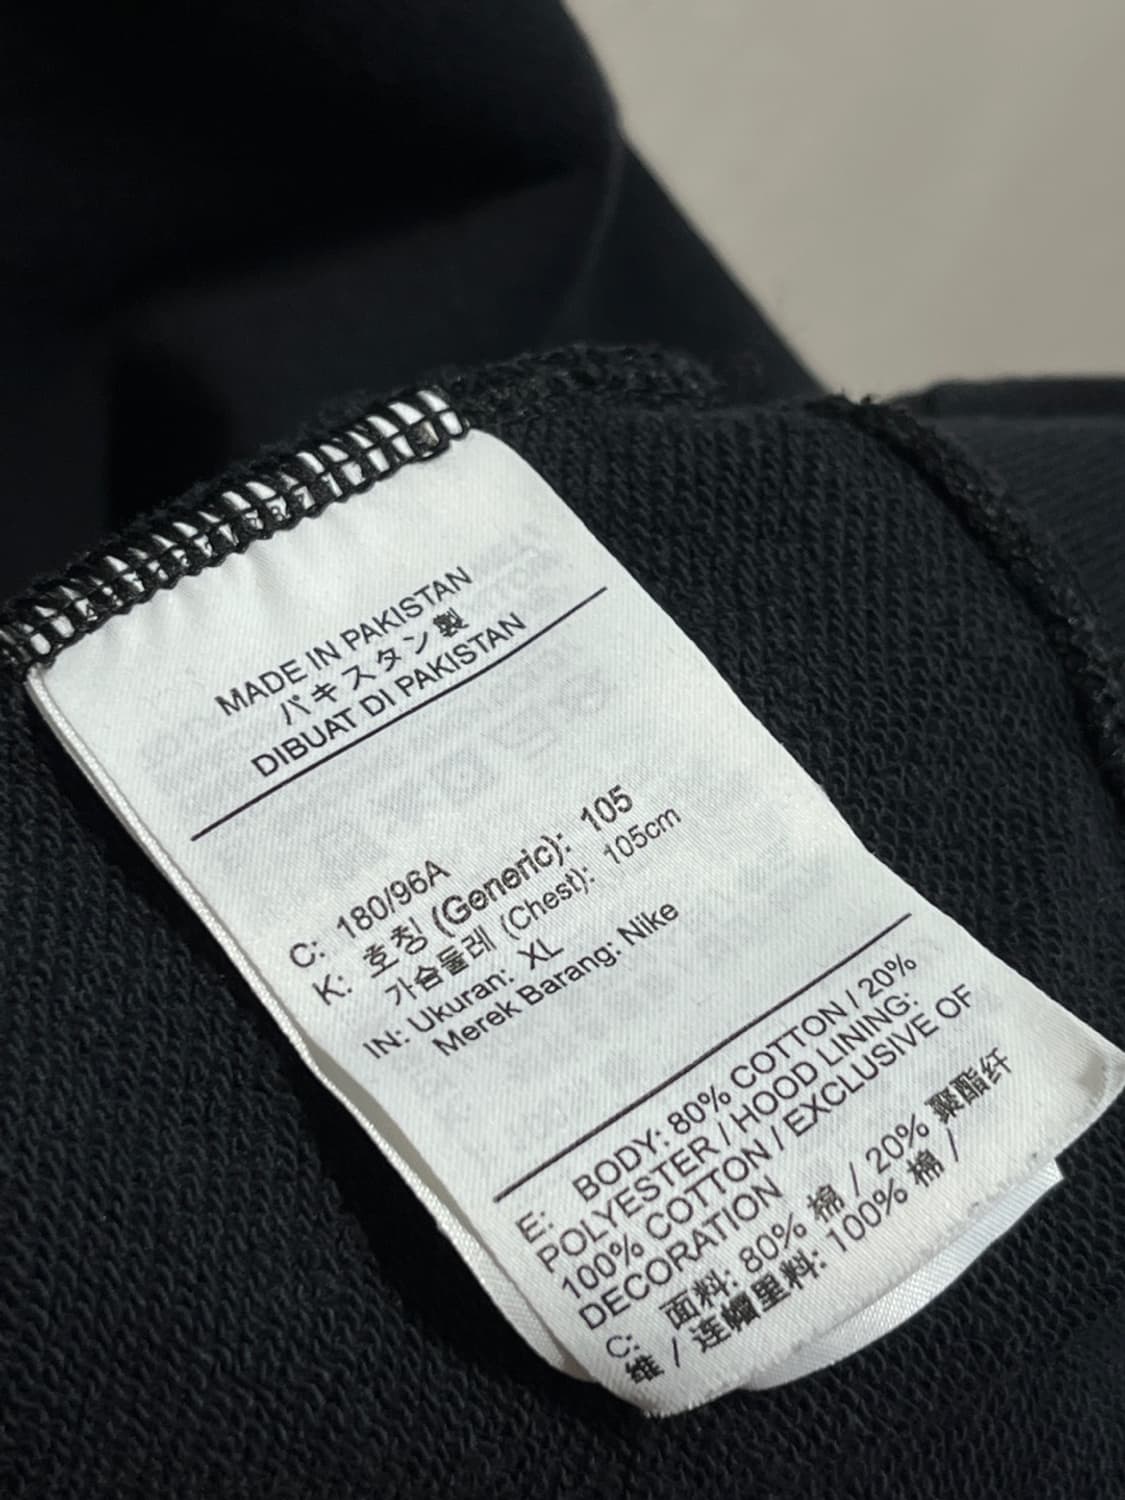 MADE IN PAKISTAN
パキスタン製
DIBUAT DI PAKISTAN
C: 180/96A
K: 호칭 (Generic): 105
가슴둘레 (Chest): 105cm
IN: Ukuran: XL
Merek Barang: Nike
E: BODY: 80% COTTON / 20%
POLYESTER / HOOD LINING:
100% COTTON / EXCLUSIVE OF
DECORATION
C: 面料: 80% 棉 / 20% 聚酯纤
维 / 连帽里料: 100% 棉 /